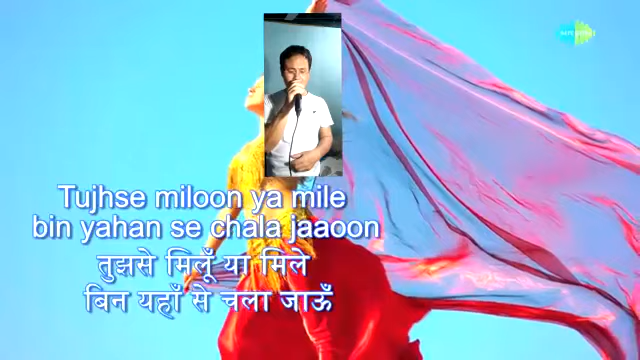 Tujhse miloon ya mile
bin yahan se chala jaaoon
तुझसे मिलूँ या मिले
बिन यहाँ से चला जाऊँ